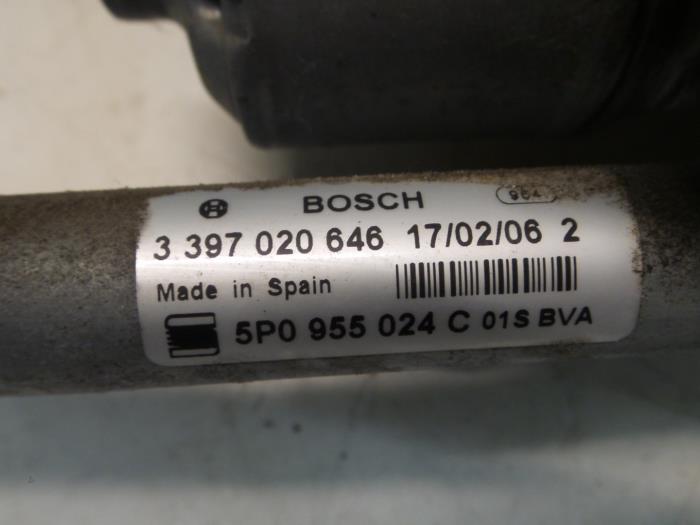 BOSCH 964
3 397 020 646 17/02/06 2
Made in Spain
5P0 955 024 C 01S BVA